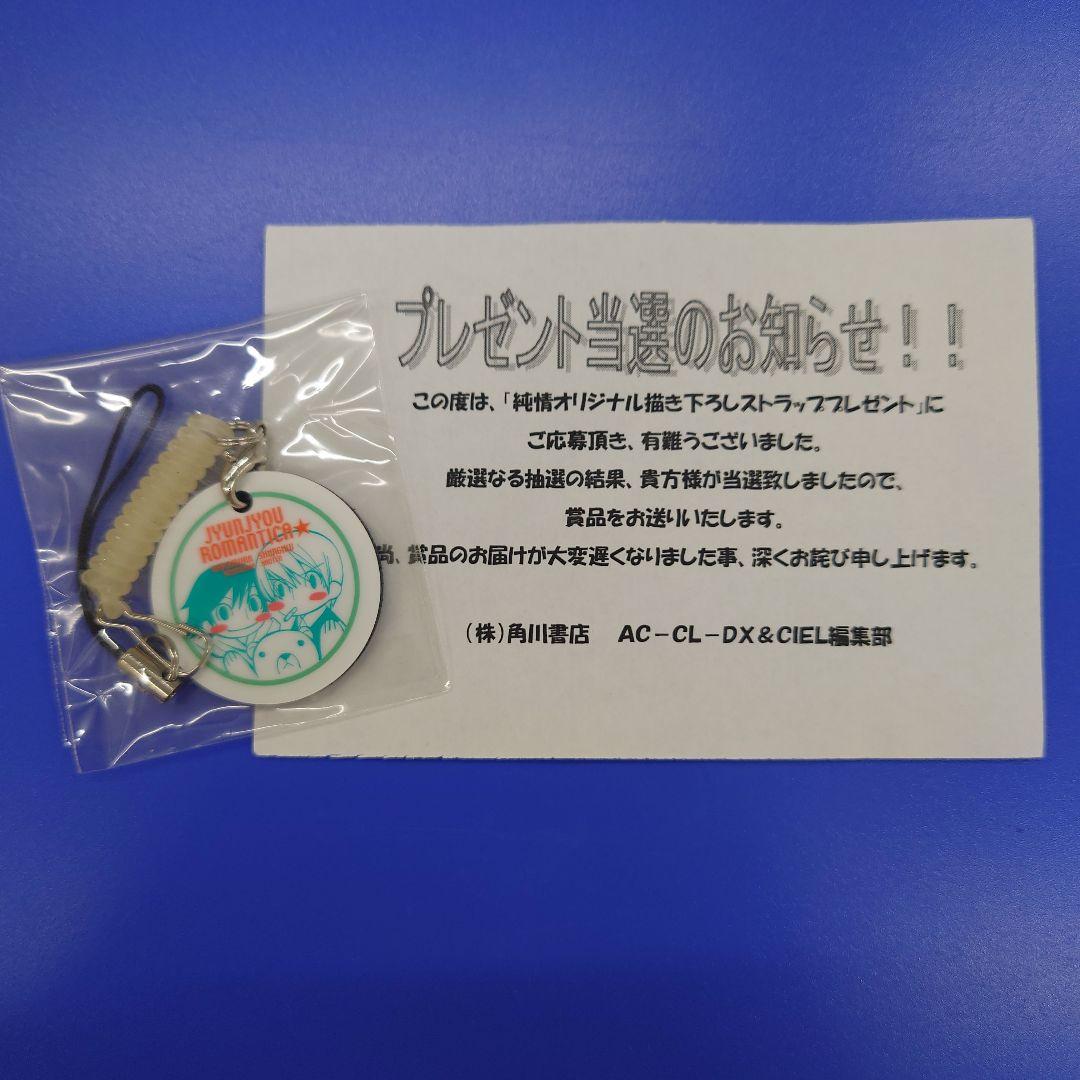 プレゼント当選のお知らせ！！
この度は、「純情オリジナル描き下ろしストラッププレゼント」に
ご応募頂き、有難うございました。
厳選なる抽選の結果、貴方様が当選致しましたので、
賞品をお送りいたします。
尚、賞品のお届けが大変遅くなりました事、深くお詫び申し上げます。
（株）角川書店　AC－CL－DX＆CIEL編集部
JYUNJYOU
ROMANTICA★